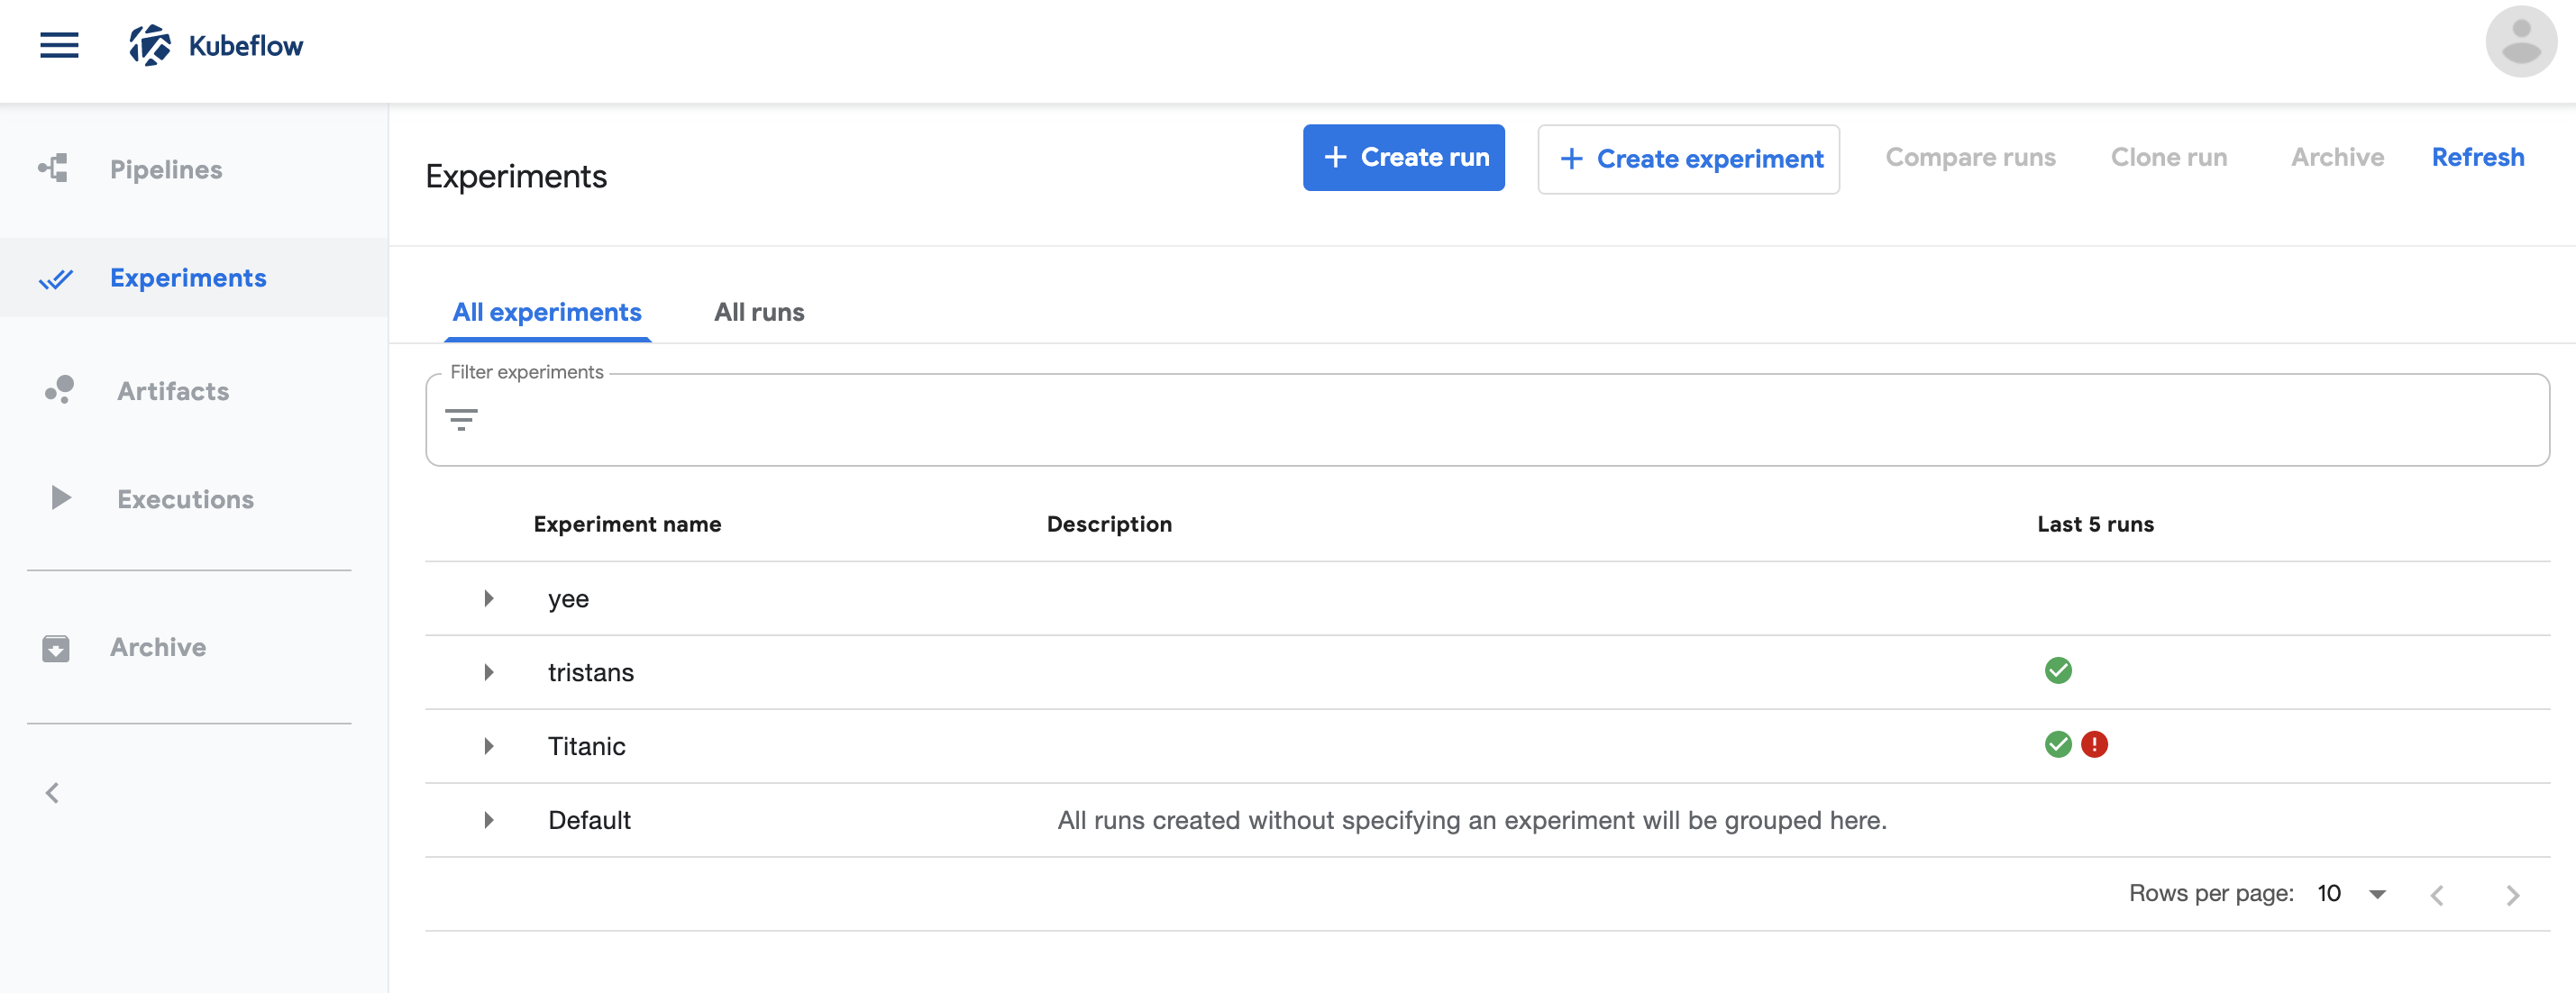 Kubeflow
Pipelines
Experiments
Artifacts
Executions
Archive
Experiments
+ Create run
+ Create experiment
Compare runs
Clone run
Archive
Refresh
All experiments
All runs
Filter experiments
Experiment name Description Last 5 runs
yee
tristans
Titanic
Default All runs created without specifying an experiment will be grouped here.
Rows per page: 10